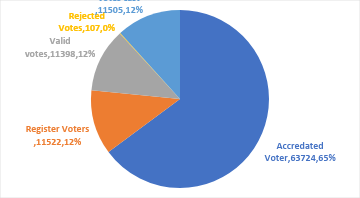 ,11505,12%
Rejected
Votes,107,0%
Valid
votes,11398,12%
Register Voters
,11522,12%
Accredated
Voter,63724,65%